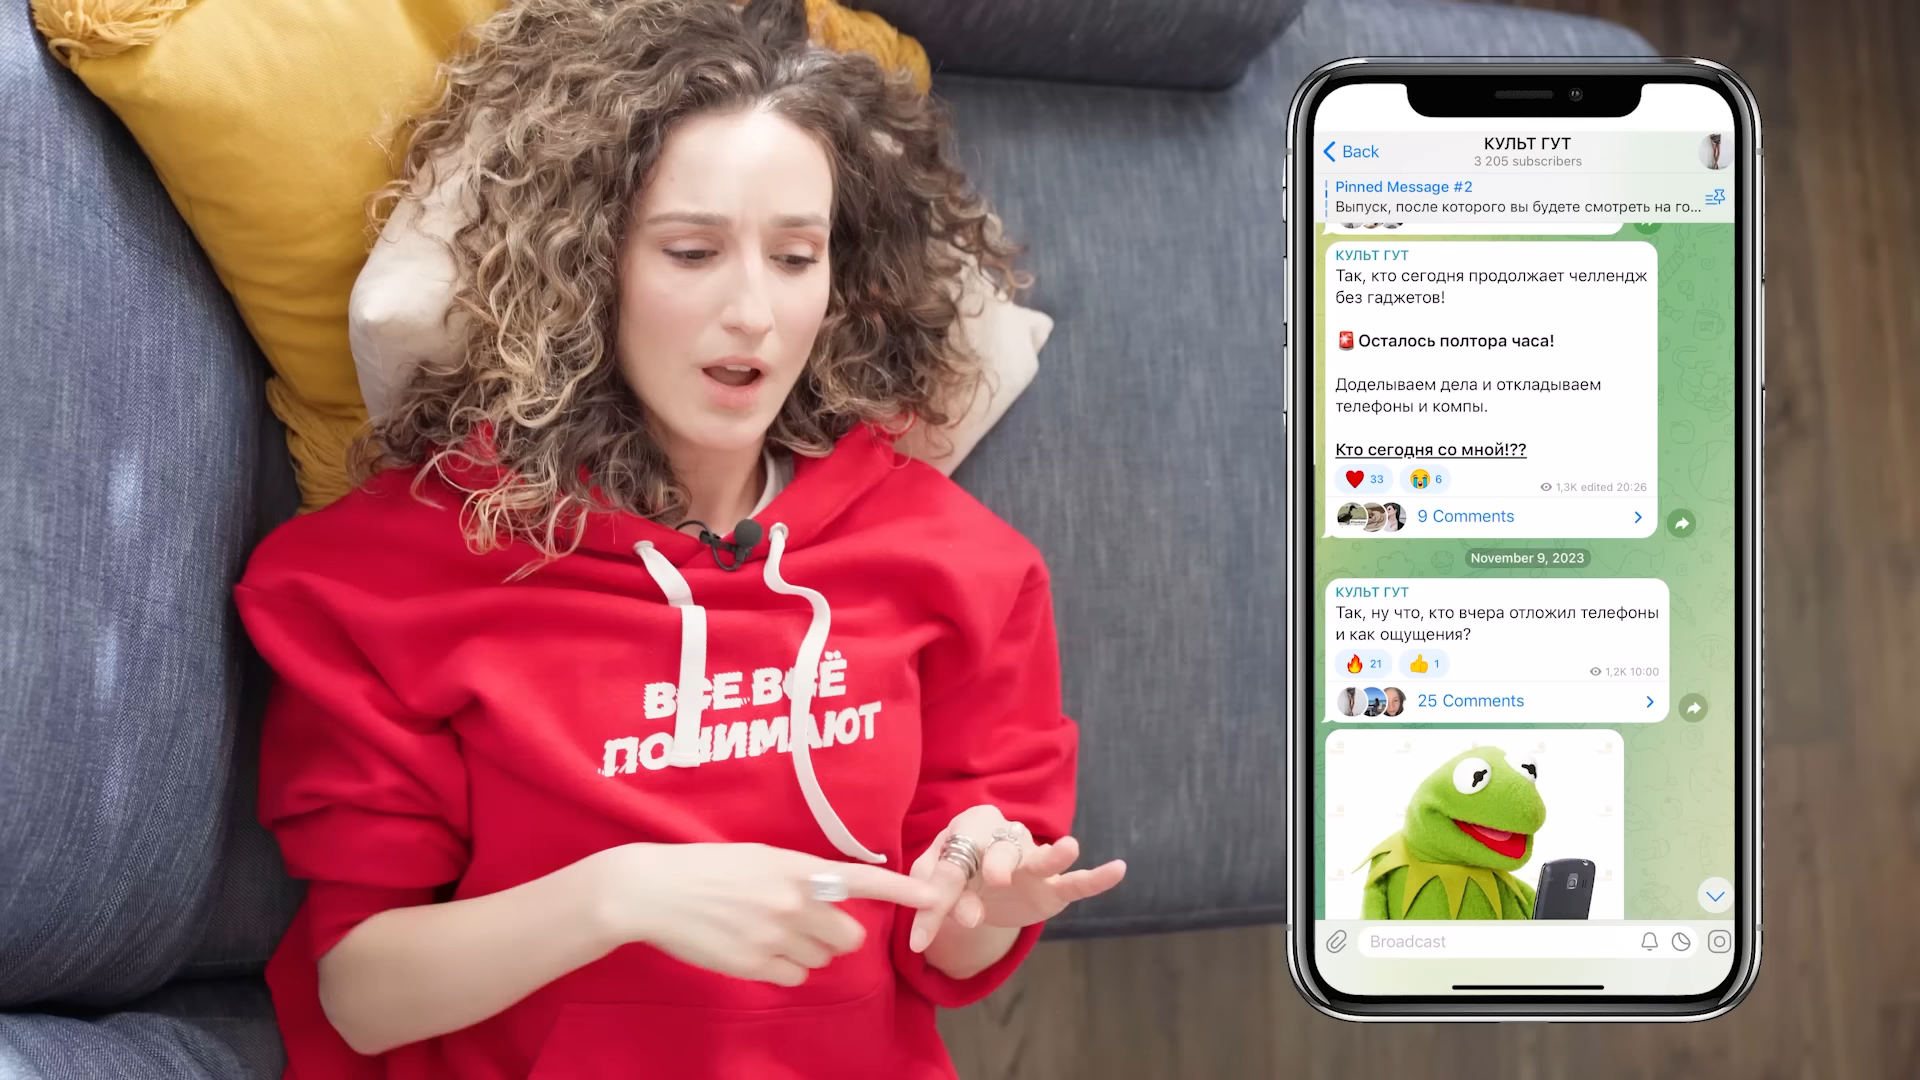 ВСЕ ВСЁ
ПОНИМАЮТ
Back
КУЛЬТ ГУТ
3 205 subscribers
Pinned Message #2
Выпуск, после которого вы будете смотреть на го...
КУЛЬТ ГУТ
Так, кто сегодня продолжает челлендж
без гаджетов!
🚨 Осталось полтора часа!
Доделываем дела и откладываем
телефоны и компы.
Кто сегодня со мной!??
❤️ 33 😭 6
1,3K edited 20:26
9 Comments
November 9, 2023
КУЛЬТ ГУТ
Так, ну что, кто вчера отложил телефоны
и как ощущения?
🔥 21 👍 1
1,2K 10:00
25 Comments
Broadcast